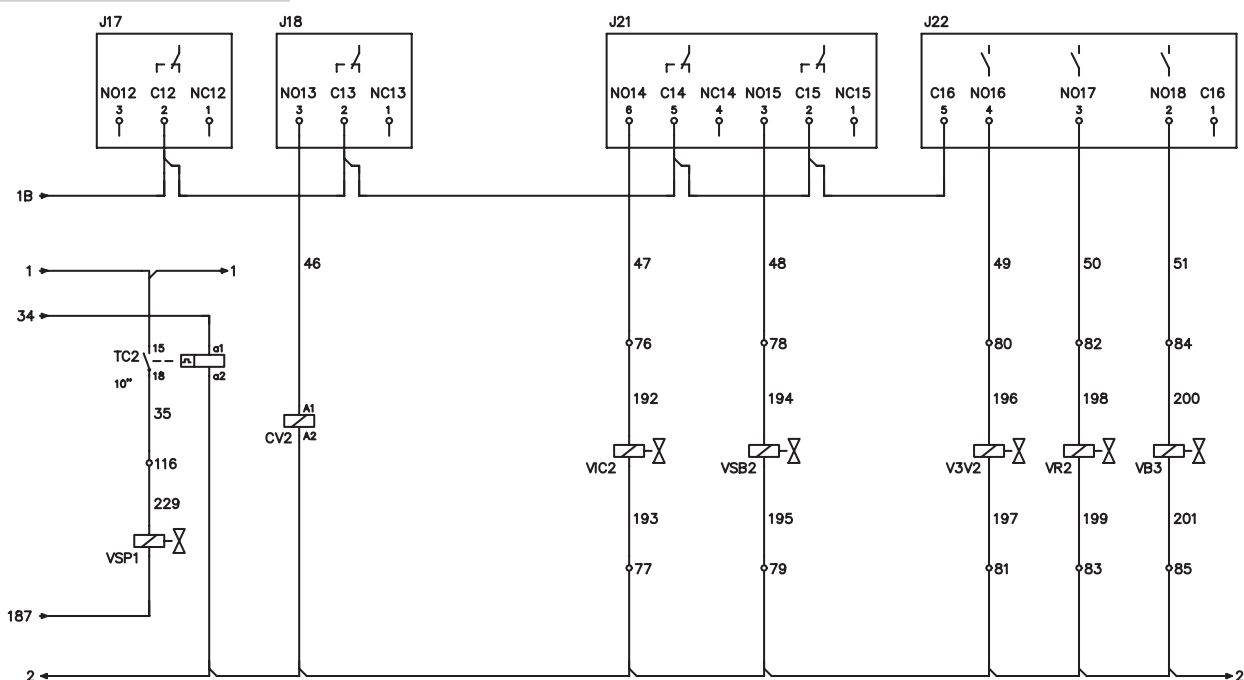 J17 J18 J21 J22
NO12 C12 NC12 NO13 C13 NC13 NO14 C14 NC14 NO15 C15 NC15 C16 NO16 NO17 NO18 C16
3 2 1 3 2 1 6 5 4 3 2 1 5 4 3 2 1
1B
46 47 48 49 50 51
1 1
34
76 78 80 82 84
15 a1
TC2
18 a2
10"
192 194 196 198 200
35 A1
CV2 A2
116 VIC2 VSB2 V3V2 VR2 VB3
229
193 195 197 199 201
VSP1
77 79 81 83 85
187
2 2